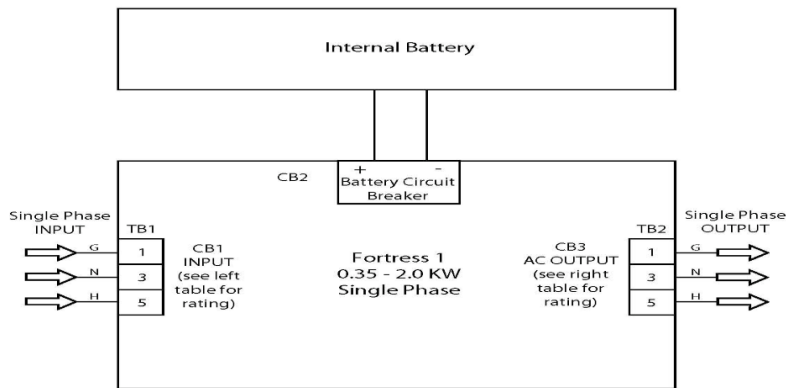 Internal Battery
CB2
+ -
Battery Circuit
Breaker
Single Phase
INPUT
TB1
G
1
N
3
H
5
CB1
INPUT
(see left
table for
rating)
Fortress 1
0.35 - 2.0 KW
Single Phase
CB3
AC OUTPUT
(see right
table for
rating)
TB2
1
G
3
N
5
H
Single Phase
OUTPUT